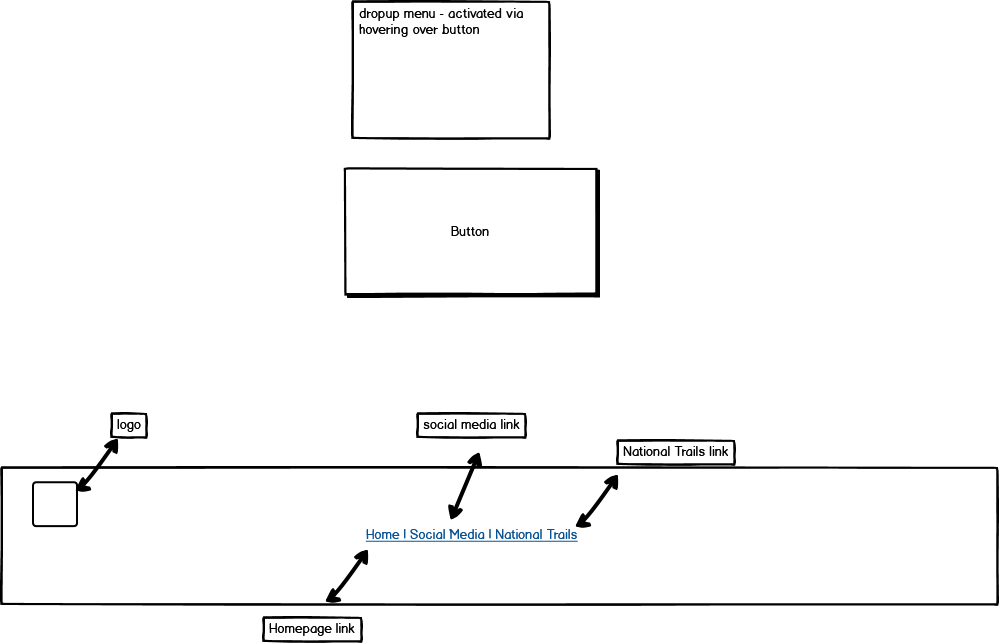 dropup menu - activated via
hovering over button
Button
logo
social media link
National Trails link
Home | Social Media | National Trails
Homepage link